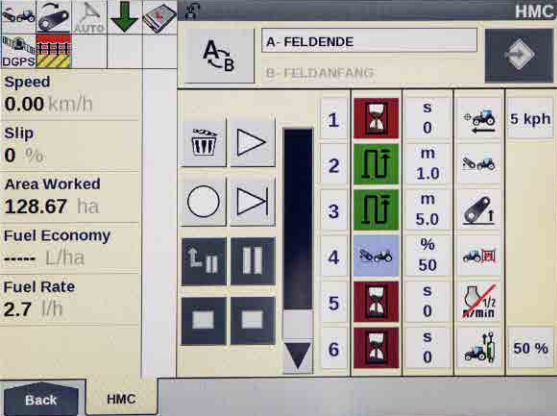 HMC
AUTO
DGPS
A- FELDENDE
B- FELDANFANG
A
B
Speed
0.00 km/h
Slip
0 %
Area Worked
128.67 ha
Fuel Economy
----- L/ha
Fuel Rate
2.7 l/h
1 s 0 5 kph
2 m 1.0
3 m 5.0
4 % 50
5 s 0 1/2 n/min
6 s 0 50 %
Back
HMC